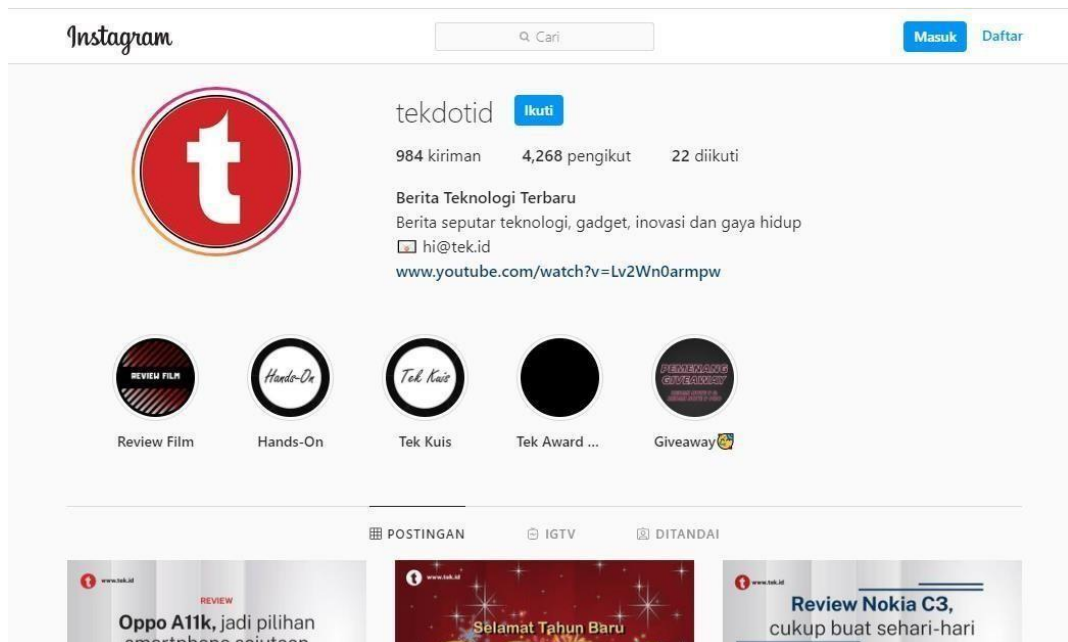 Instagram
Cari
Masuk
Daftar
t
tekdotid
Ikuti
984 kiriman 4,268 pengikut 22 diikuti
Berita Teknologi Terbaru
Berita seputar teknologi, gadget, inovasi dan gaya hidup
hi@tek.id
www.youtube.com/watch?v=Lv2Wn0armpw
REVIEW FILM
Hands-On
Tek Kuis
PEMENANG
GIVEAWAY
Review Film
Hands-On
Tek Kuis
Tek Award ...
Giveaway
POSTINGAN
IGTV
DITANDAI
t www.tek.id
REVIEW
Oppo A11k, jadi pilihan
smartphone sejutaan
t www.tek.id
Selamat Tahun Baru
t www.tek.id
Review Nokia C3,
cukup buat sehari-hari